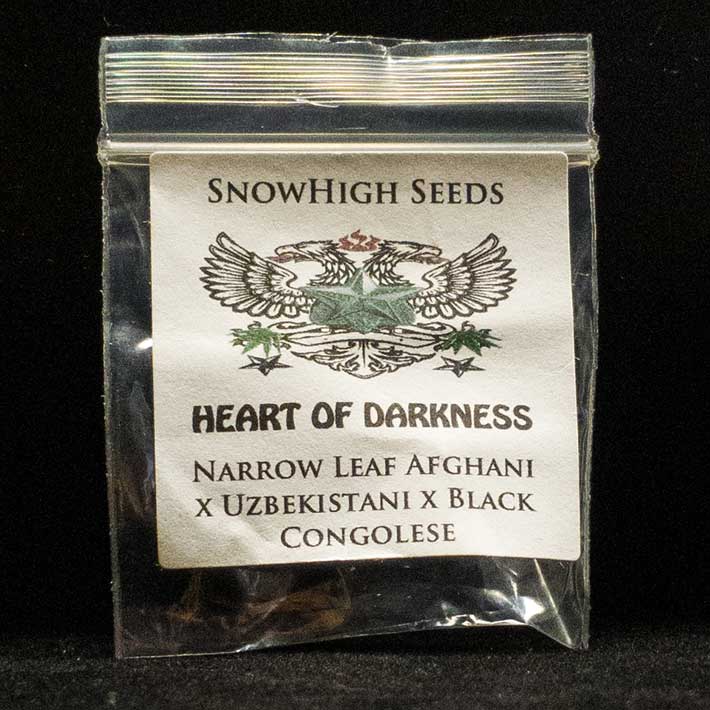 SnowHigh Seeds
HEART OF DARKNESS
Narrow Leaf Afghani
x Uzbekistani x Black
Congolese